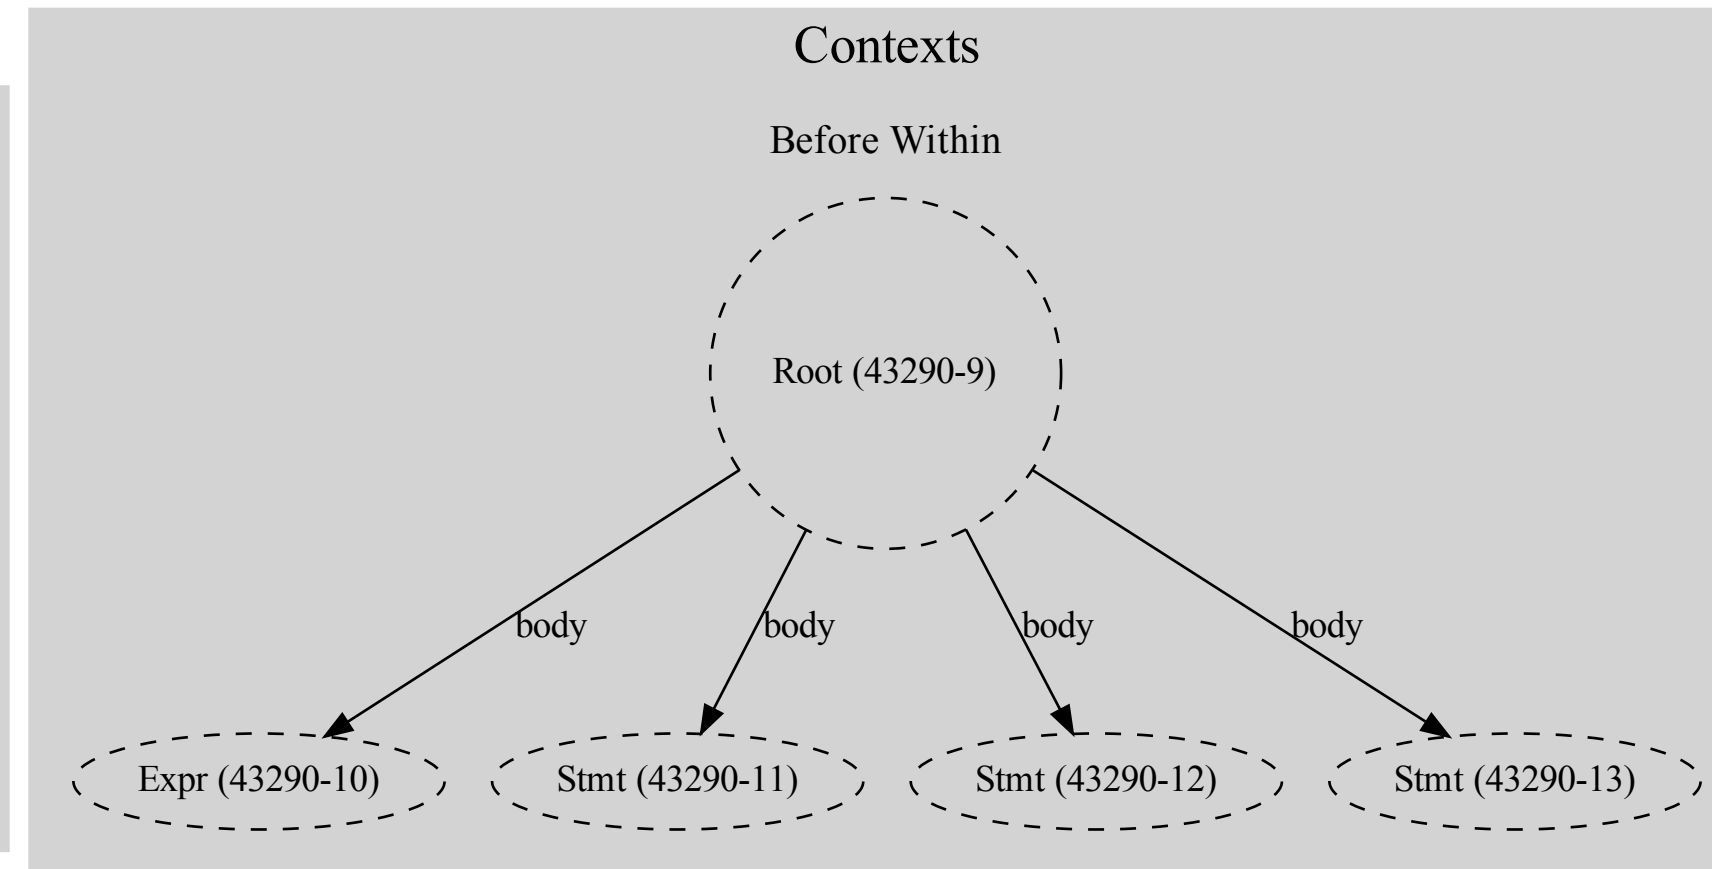 Contexts
Before Within
Root (43290-9)
body body body body
Expr (43290-10) Stmt (43290-11) Stmt (43290-12) Stmt (43290-13)